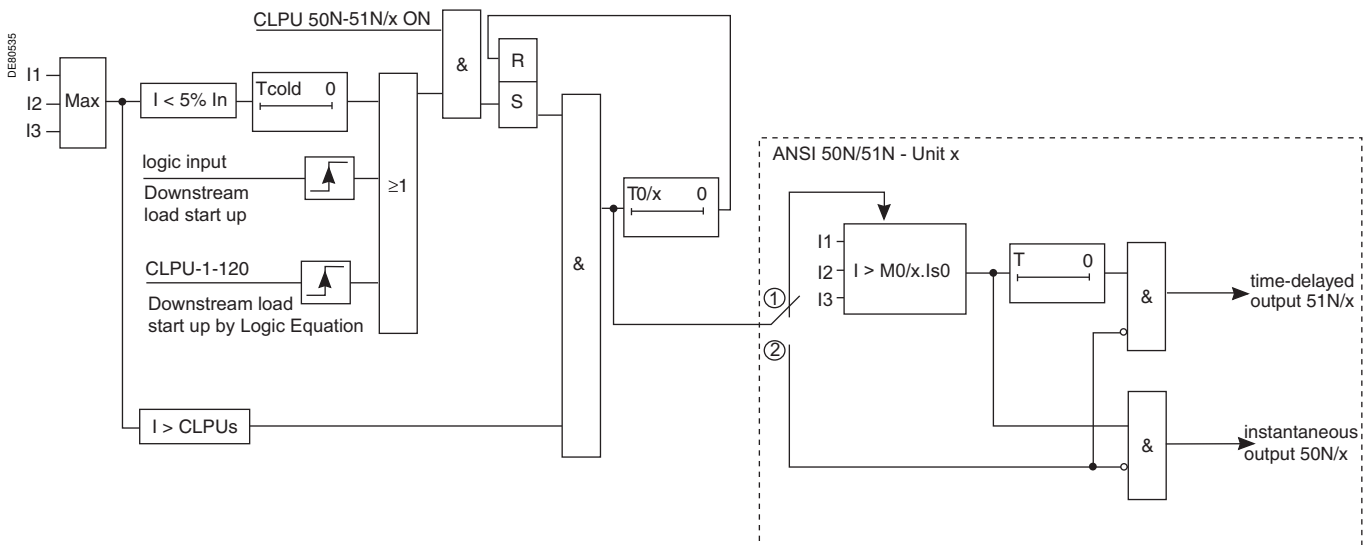 DE80535
CLPU 50N-51N/x ON
I1
I2
I3
Max
I < 5% In
Tcold 0
&
R
S
logic input
Downstream
load start up
≥1
CLPU-1-120
Downstream load
start up by Logic Equation
I > CLPUs
&
T0/x 0
ANSI 50N/51N - Unit x
I1
I2
I3
I > M0/x.Is0
T 0
①
②
&
time-delayed
output 51N/x
&
instantaneous
output 50N/x